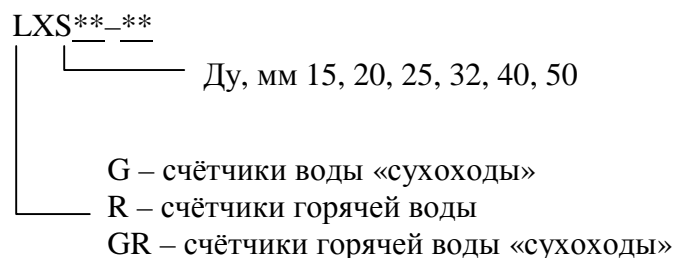 LXS**–**
Ду, мм 15, 20, 25, 32, 40, 50
G – счётчики воды «сухоходы»
R – счётчики горячей воды
GR – счётчики горячей воды «сухоходы»